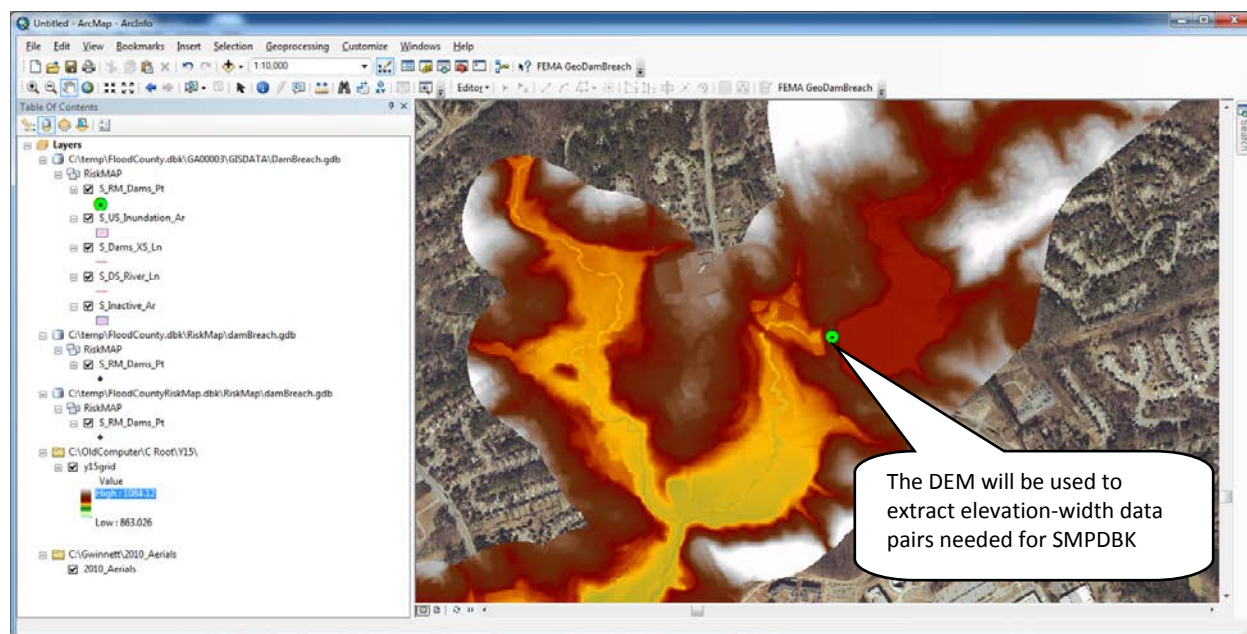 Untitled - ArcMap - ArcInfo
File Edit View Bookmarks Insert Selection Geoprocessing Customize Windows Help
1:10,000
FEMA GeoDamBreach
Editor
FEMA GeoDamBreach
Table Of Contents
Layers
C:\temp\FloodCounty.dbk\GA00003\GISDATA\DamBreach.gdb
RiskMAP
S_RM_Dams_Pt
S_US_Inundation_Ar
S_Dams_XS_Ln
S_DS_River_Ln
S_Inactive_Ar
C:\temp\FloodCounty.dbk\RiskMap\damBreach.gdb
RiskMAP
S_RM_Dams_Pt
C:\temp\FloodCountyRiskMap.dbk\RiskMap\damBreach.gdb
RiskMAP
S_RM_Dams_Pt
C:\OldComputer\C Root\Y15\
y15grid
Value
High : 1084.12
Low : 863.026
C:\Gwinnett\2010_Aerials
2010_Aerials
Search
The DEM will be used to
extract elevation-width data
pairs needed for SMPDBK